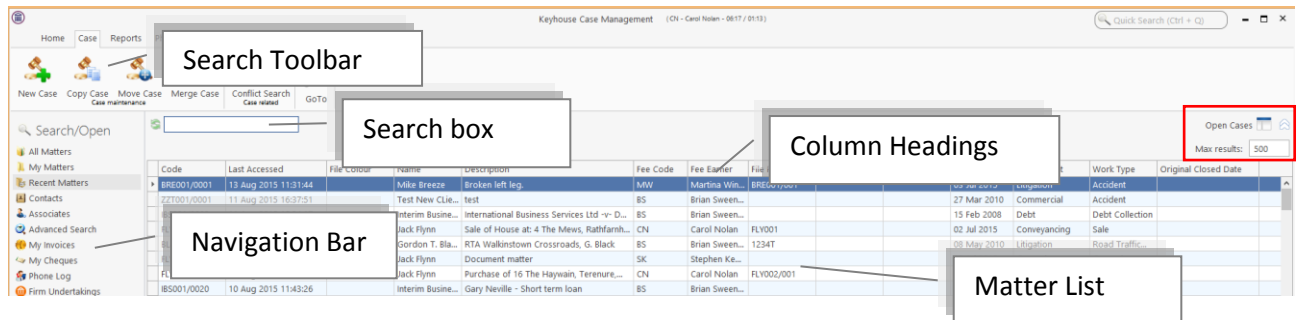 Keyhouse Case Management (CN - Carol Nolan - 08:17 / 01:13)
Quick Search (Ctrl + Q)
Home Case Reports
Search Toolbar
New Case Copy Case Move Case Merge Case Conflict Search GoTo
Case maintenance Case related
Search box
Column Headings
Open Cases
Max results: 500
Search/Open
All Matters
My Matters
Recent Matters
Contacts
Associates
Advanced Search
My Invoices
My Cheques
Phone Log
Firm Undertakings
Code Last Accessed File Colour Name Description Fee Code Fee Earner Work Type Original Closed Date
BRE001/0001 13 Aug 2015 11:31:44 Mike Breeze Broken left leg. MW Martina Win... BRE001/001 03 Jul 2015 Litigation Accident
ZZT001/0001 11 Aug 2015 16:37:51 Test New Clie... test BS Brian Sween... 27 Mar 2010 Commercial Accident
Interim Busine... International Business Services Ltd -v- D... BS Brian Sween... 15 Feb 2008 Debt Debt Collection
Jack Flynn Sale of House at: 4 The Mews, Rathfarnh... CN Carol Nolan FLY001 02 Jul 2015 Conveyancing Sale
Gordon T. Bla... RTA Walkinstown Crossroads, G. Black BS Brian Sween... 1234T 08 May 2010 Litigation Road Traffic...
Jack Flynn Document matter SK Stephen Ke...
Jack Flynn Purchase of 16 The Haywain, Terenure,... CN Carol Nolan FLY002/001
IBS001/0020 10 Aug 2015 11:43:26 Interim Busine... Gary Neville - Short term loan BS Brian Sween...
Navigation Bar
Matter List